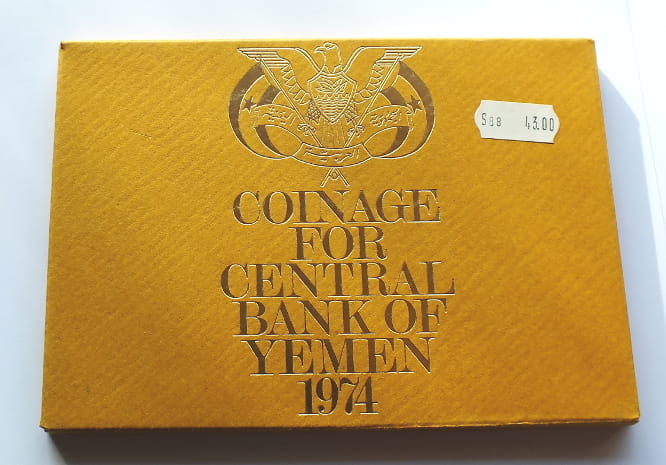 S88 43.00
COINAGE
FOR
CENTRAL
BANK OF
YEMEN
1974